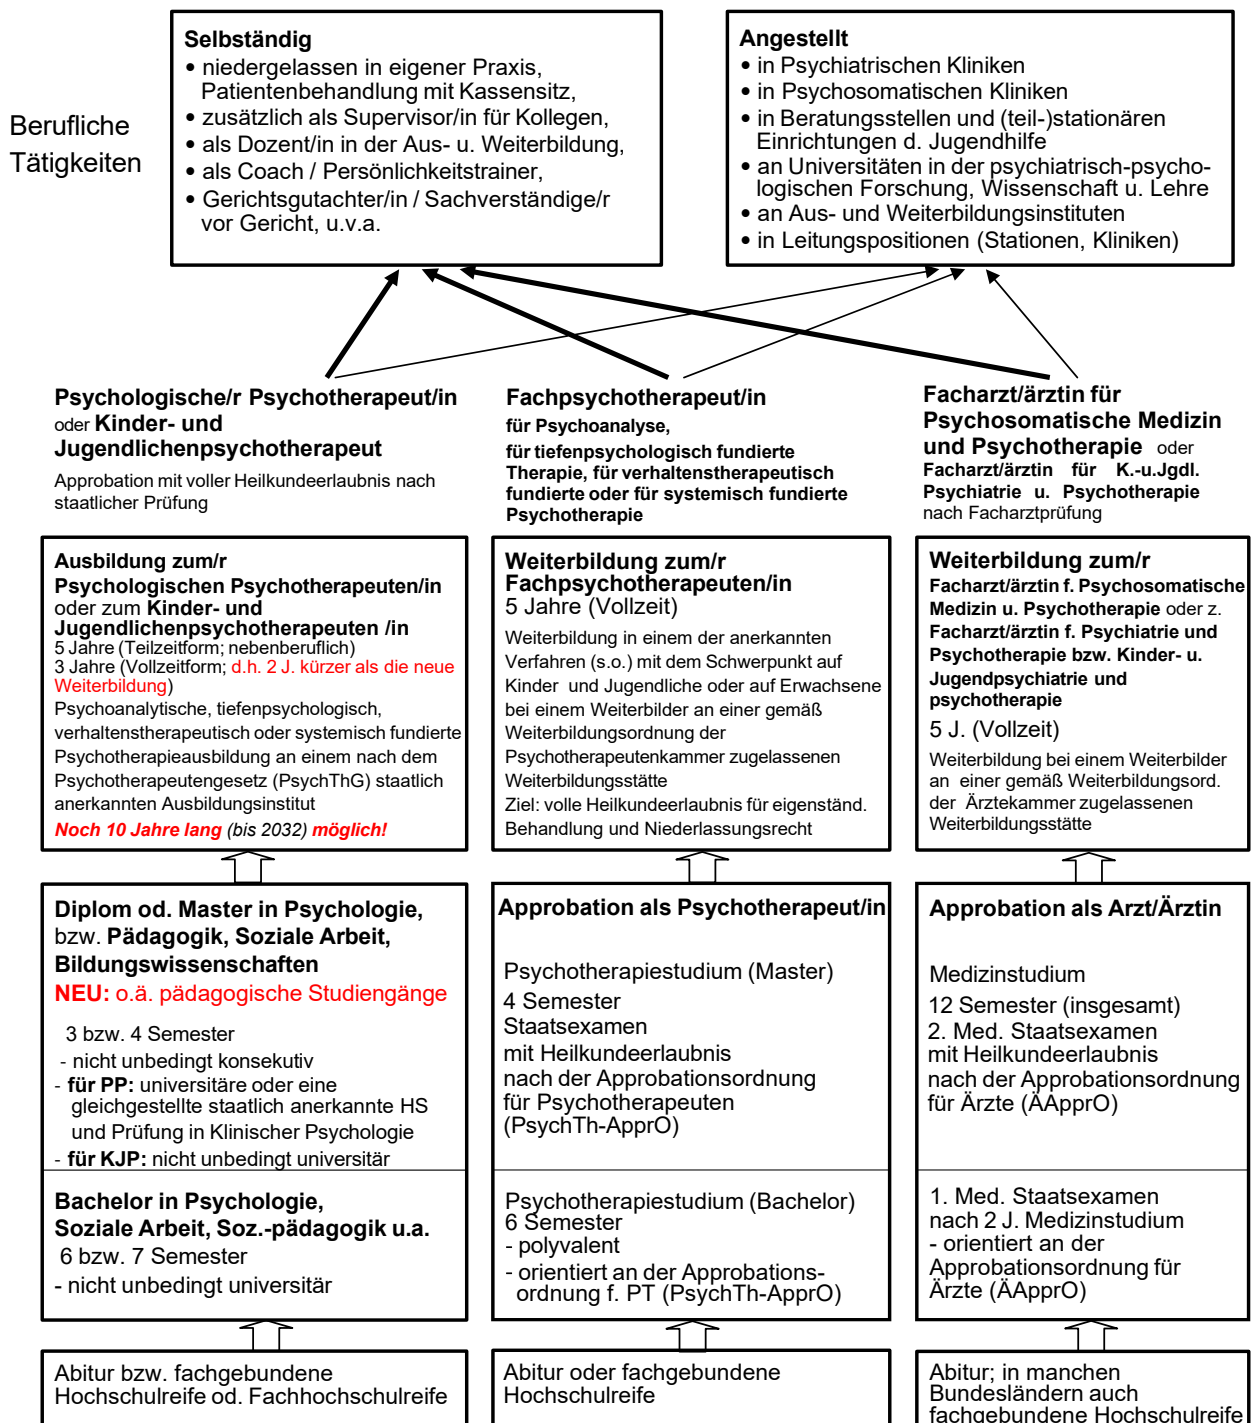 Berufliche
Tätigkeiten
Selbständig
• niedergelassen in eigener Praxis,
Patientenbehandlung mit Kassensitz,
• zusätzlich als Supervisor/in für Kollegen,
• als Dozent/in in der Aus- u. Weiterbildung,
• als Coach / Persönlichkeitstrainer,
• Gerichtsgutachter/in / Sachverständige/r
vor Gericht, u.v.a.
Angestellt
• in Psychiatrischen Kliniken
• in Psychosomatischen Kliniken
• in Beratungsstellen und (teil-)stationären
Einrichtungen d. Jugendhilfe
• an Universitäten in der psychiatrisch-psycho-
logischen Forschung, Wissenschaft u. Lehre
• an Aus- und Weiterbildungsinstituten
• in Leitungspositionen (Stationen, Kliniken)
Psychologische/r Psychotherapeut/in
oder Kinder- und
Jugendlichenpsychotherapeut
Approbation mit voller Heilkundeerlaubnis nach
staatlicher Prüfung
Fachpsychotherapeut/in
für Psychoanalyse,
für tiefenpsychologisch fundierte
Therapie, für verhaltenstherapeutisch
fundierte oder für systemisch fundierte
Psychotherapie
Facharzt/ärztin für
Psychosomatische Medizin
und Psychotherapie oder
Facharzt/ärztin für K.-u.Jgdl.
Psychiatrie u. Psychotherapie
nach Facharztprüfung
Ausbildung zum/r
Psychologischen Psychotherapeuten/in
oder zum Kinder- und
Jugendlichenpsychotherapeuten /in
5 Jahre (Teilzeitform; nebenberuflich)
3 Jahre (Vollzeitform; d.h. 2 J. kürzer als die neue
Weiterbildung)
Psychoanalytische, tiefenpsychologisch,
verhaltenstherapeutisch oder systemisch fundierte
Psychotherapieausbildung an einem nach dem
Psychotherapeutengesetz (PsychThG) staatlich
anerkannten Ausbildungsinstitut
Noch 10 Jahre lang (bis 2032) möglich!
Weiterbildung zum/r
Fachpsychotherapeuten/in
5 Jahre (Vollzeit)
Weiterbildung in einem der anerkannten
Verfahren (s.o.) mit dem Schwerpunkt auf
Kinder und Jugendliche oder auf Erwachsene
bei einem Weiterbilder an einer gemäß
Weiterbildungsordnung der
Psychotherapeutenkammer zugelassenen
Weiterbildungsstätte
Ziel: volle Heilkundeerlaubnis für eigenständ.
Behandlung und Niederlassungsrecht
Weiterbildung zum/r
Facharzt/ärztin f. Psychosomatische
Medizin u. Psychotherapie oder z.
Facharzt/ärztin f. Psychiatrie und
Psychotherapie bzw. Kinder- u.
Jugendpsychiatrie und
psychotherapie
5 J. (Vollzeit)
Weiterbildung bei einem Weiterbilder
an einer gemäß Weiterbildungsord.
der Ärztekammer zugelassenen
Weiterbildungsstätte
Diplom od. Master in Psychologie,
bzw. Pädagogik, Soziale Arbeit,
Bildungswissenschaften
NEU: o.ä. pädagogische Studiengänge
3 bzw. 4 Semester
- nicht unbedingt konsekutiv
- für PP: universitäre oder eine
gleichgestellte staatlich anerkannte HS
und Prüfung in Klinischer Psychologie
- für KJP: nicht unbedingt universitär
Bachelor in Psychologie,
Soziale Arbeit, Soz.-pädagogik u.a.
6 bzw. 7 Semester
- nicht unbedingt universitär
Approbation als Psychotherapeut/in
Psychotherapiestudium (Master)
4 Semester
Staatsexamen
mit Heilkundeerlaubnis
nach der Approbationsordnung
für Psychotherapeuten
(PsychTh-ApprO)
Psychotherapiestudium (Bachelor)
6 Semester
- polyvalent
- orientiert an der Approbations-
ordnung f. PT (PsychTh-ApprO)
Approbation als Arzt/Ärztin
Medizinstudium
12 Semester (insgesamt)
2. Med. Staatsexamen
mit Heilkundeerlaubnis
nach der Approbationsordnung
für Ärzte (ÄApprO)
1. Med. Staatsexamen
nach 2 J. Medizinstudium
- orientiert an der
Approbationsordnung für
Ärzte (ÄApprO)
Abitur bzw. fachgebundene
Hochschulreife od. Fachhochschulreife
Abitur oder fachgebundene
Hochschulreife
Abitur; in manchen
Bundesländern auch
fachgebundene Hochschulreife